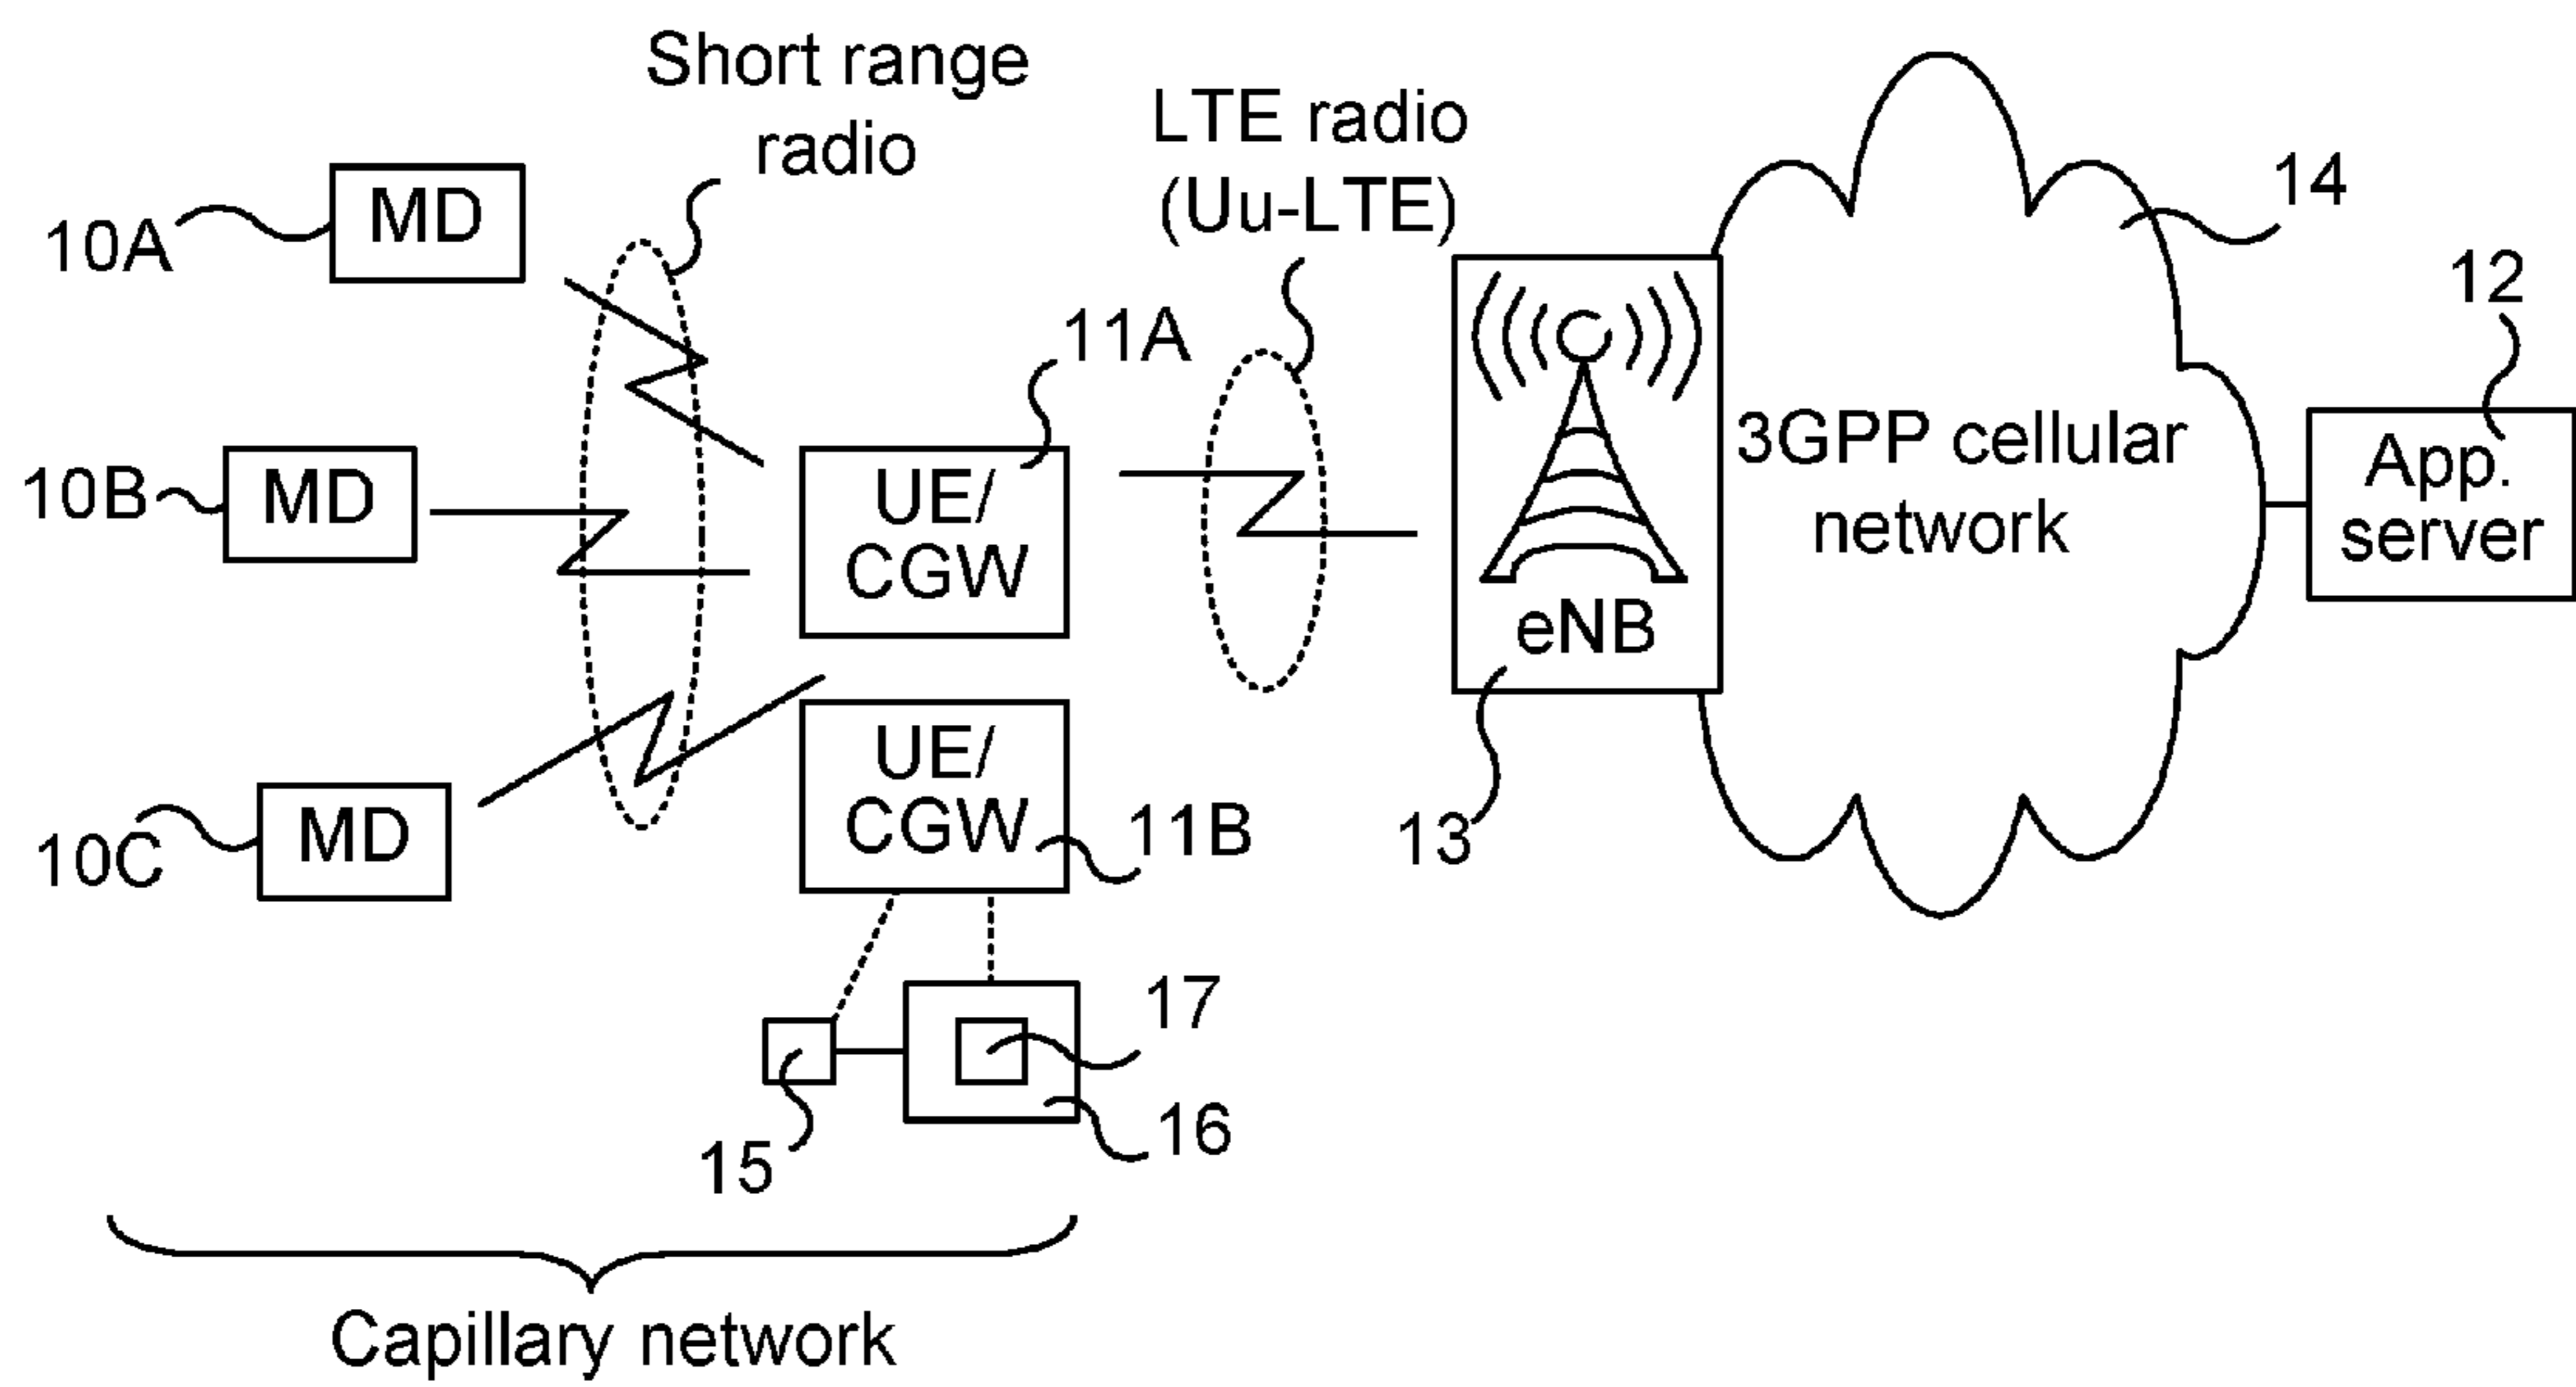 Short range
radio
LTE radio
(Uu-LTE)
14
10A
MD
12
11A
10B
MD
UE/
CGW
3GPP cellular
network
App.
server
eNB
10C
MD
UE/
CGW
11B
13
17
16
15
Capillary network